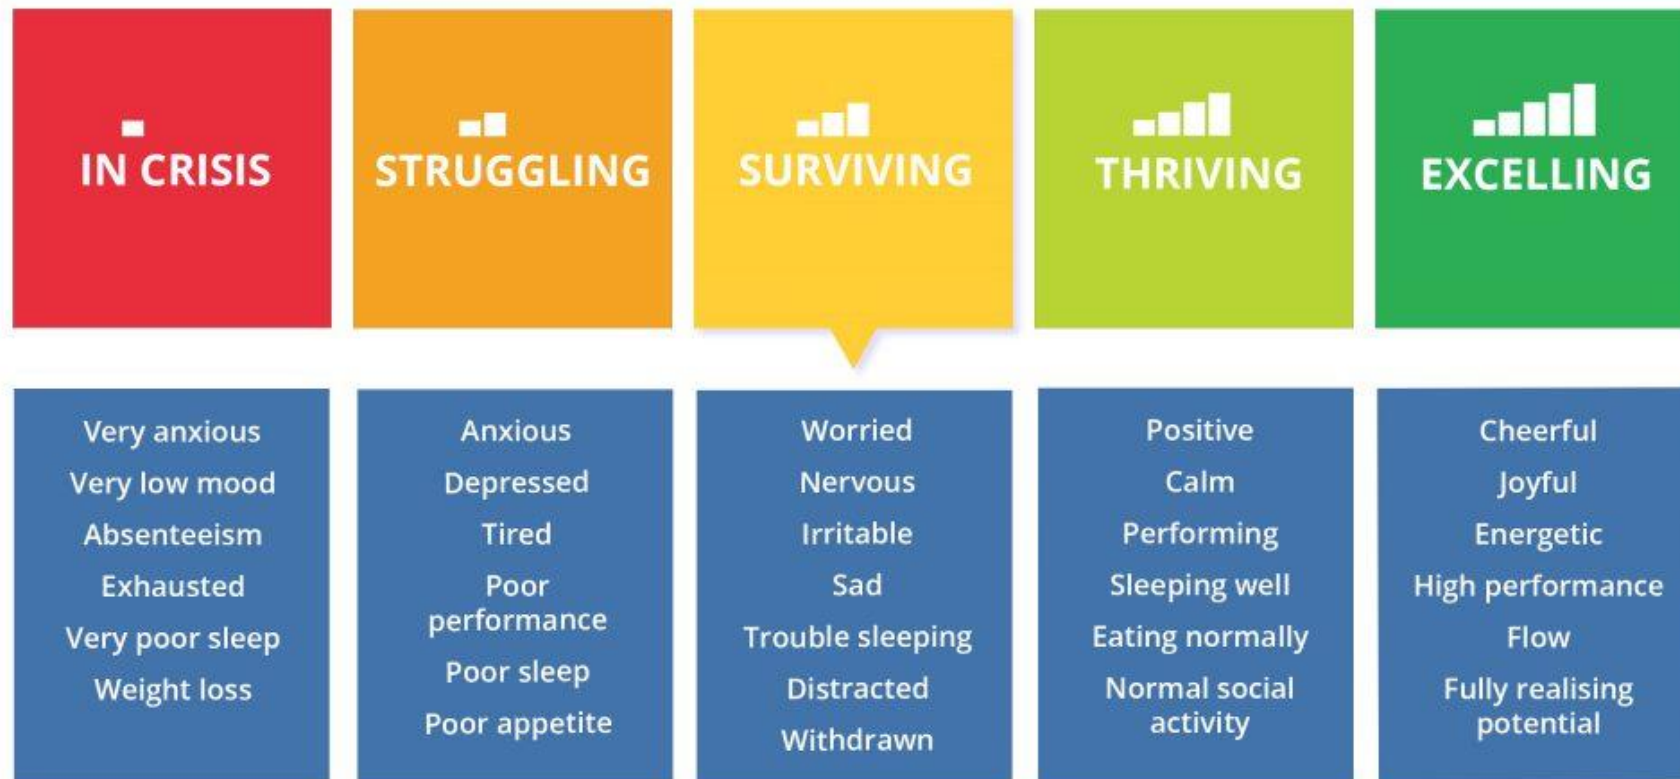 IN CRISIS
STRUGGLING
SURVIVING
THRIVING
EXCELLING
Very anxious
Very low mood
Absenteeism
Exhausted
Very poor sleep
Weight loss
Anxious
Depressed
Tired
Poor
performance
Poor sleep
Poor appetite
Worried
Nervous
Irritable
Sad
Trouble sleeping
Distracted
Withdrawn
Positive
Calm
Performing
Sleeping well
Eating normally
Normal social
activity
Cheerful
Joyful
Energetic
High performance
Flow
Fully realising
potential